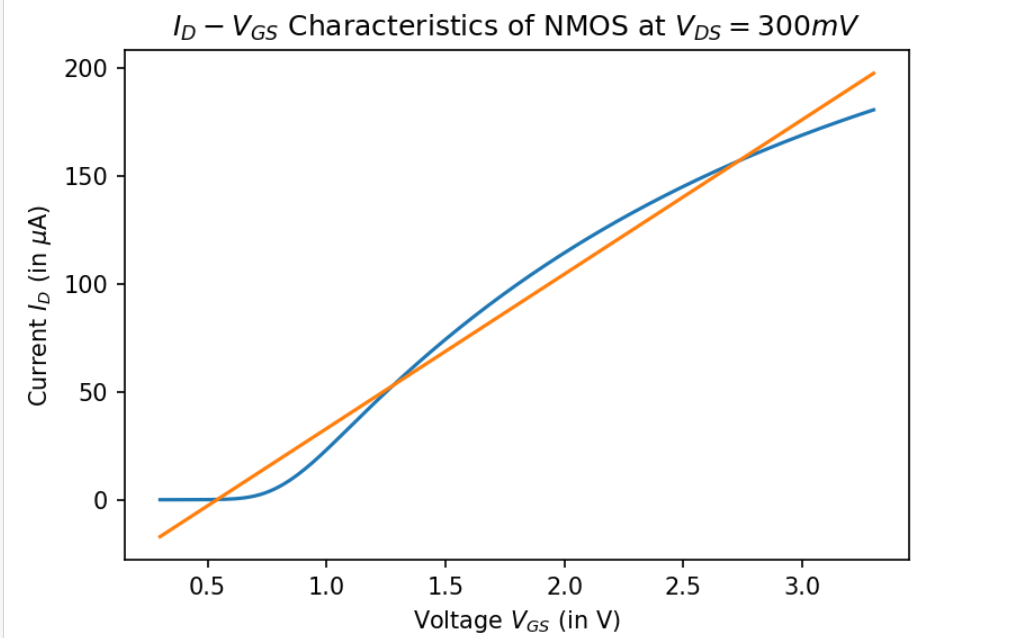 I_D − V_GS Characteristics of NMOS at V_DS = 300mV
200
150
100
50
0
Current I_D (in μA)
0.5 1.0 1.5 2.0 2.5 3.0
Voltage V_GS (in V)